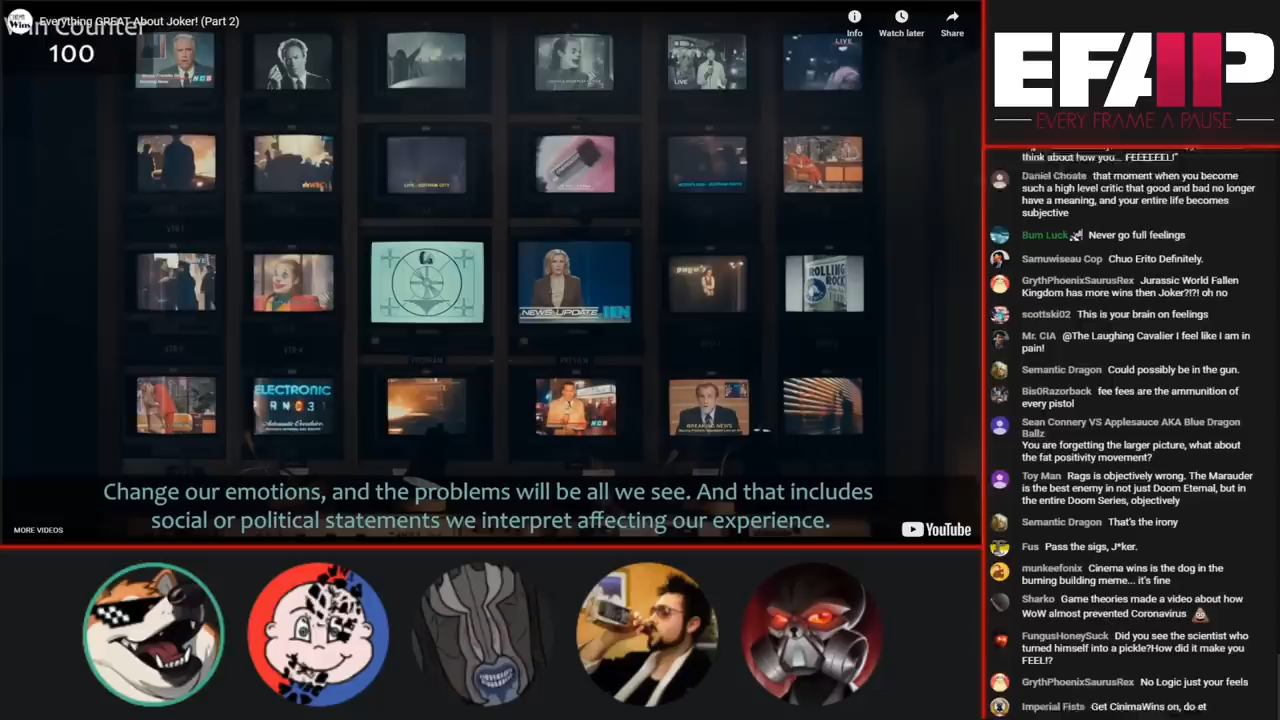 Everything GREAT About Joker! (Part 2)
Win Counter
100
Info
Watch later
Share
NCB
LIVE
LIVE
LIVE - GOTHAM CITY
NEWS UPDATE
ROLLING
ROCK
ELECTRONIC
NCB
BREAKING NEWS
Change our emotions, and the problems will be all we see. And that includes
social or political statements we interpret affecting our experience.
MORE VIDEOS
YouTube
EFAP
EVERY FRAME A PAUSE
think about how you... FEEEEEL!"
Daniel Choate that moment when you become
such a high level critic that good and bad no longer
have a meaning, and your entire life becomes
subjective
Bum Luck Never go full feelings
Samuwiseau Cop Chuo Erito Definitely.
GrythPhoenixSaurusRex Jurassic World Fallen
Kingdom has more wins then Joker?!?! oh no
scottski02 This is your brain on feelings
Mr. CIA @The Laughing Cavalier I feel like I am in
pain!
Semantic Dragon Could possibly be in the gun.
Bis0Razorback fee fees are the ammunition of
every pistol
Sean Connery VS Applesauce AKA Blue Dragon
Ballz
You are forgetting the larger picture, what about
the fat positivity movement?
Toy Man Rags is objectively wrong. The Marauder
is the best enemy in not just Doom Eternal, but in
the entire Doom Series, objectively
Semantic Dragon That's the irony
Fus Pass the sigs, J*ker.
munkeefonix Cinema wins is the dog in the
burning building meme... it's fine
Sharko Game theories made a video about how
WoW almost prevented Coronavirus
FungusHoneySuck Did you see the scientist who
turned himself into a pickle?How did it make you
FEEL!?
GrythPhoenixSaurusRex No Logic just your feels
Imperial Fists Get CinimaWins on, do et